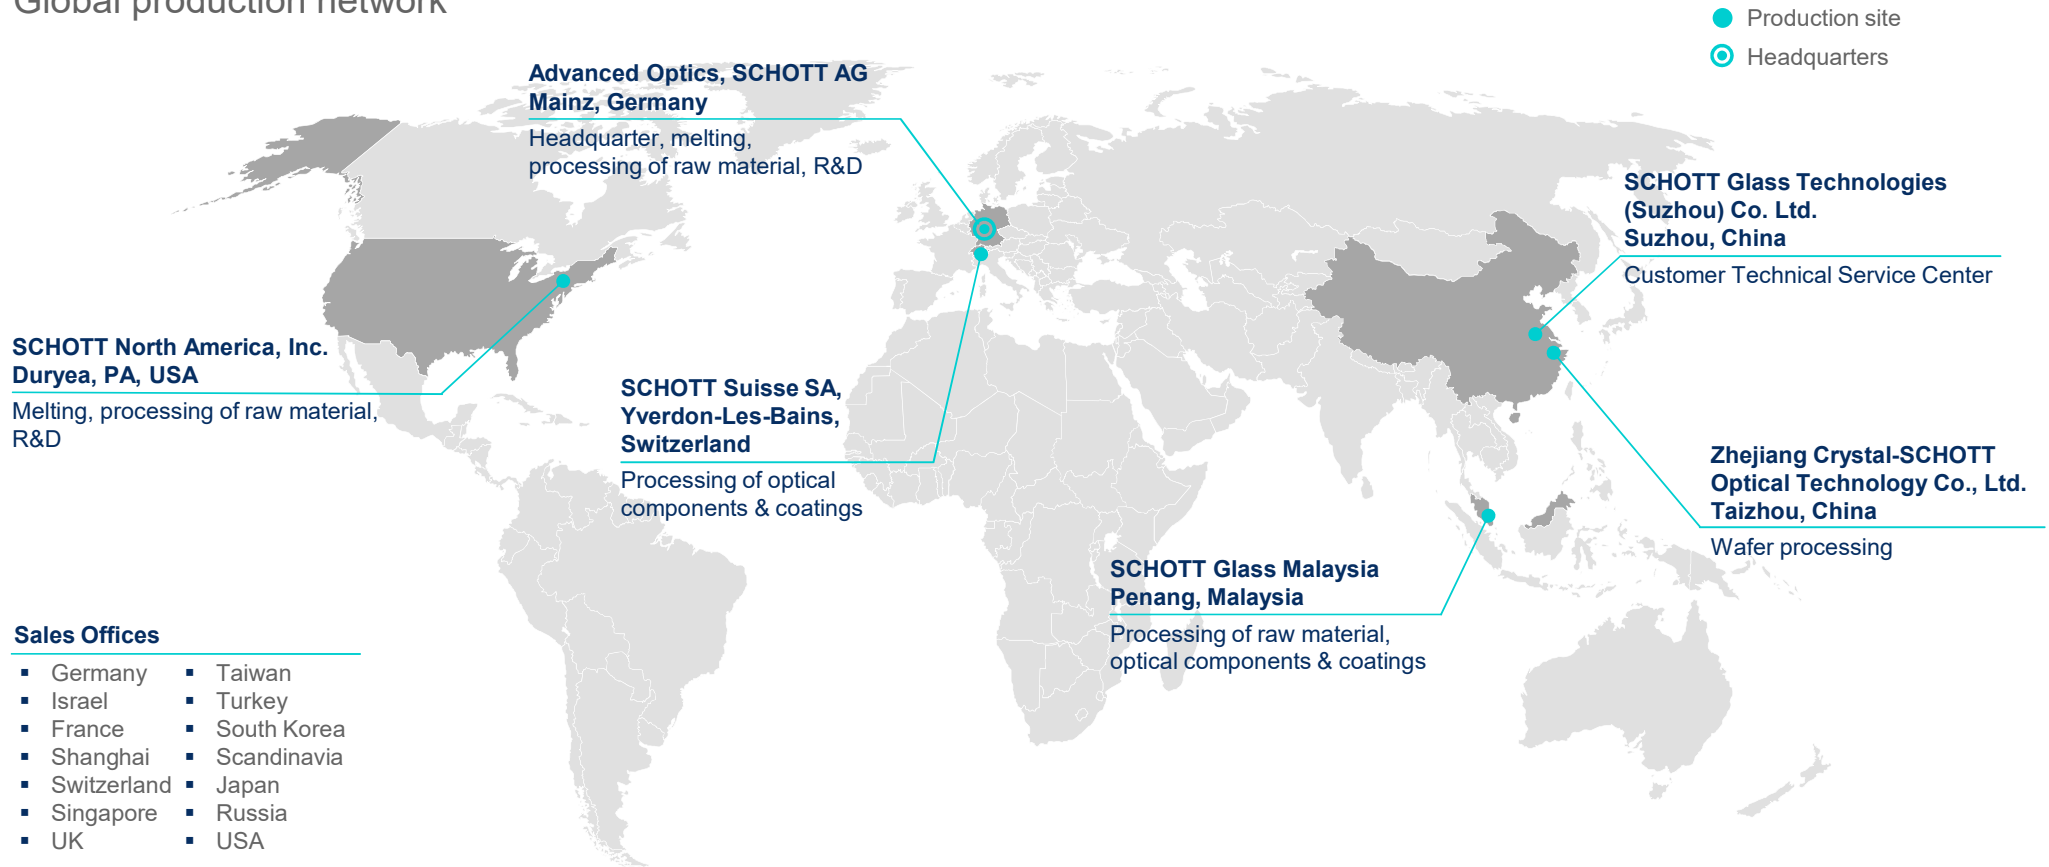 Global production network
Production site
Headquarters
Advanced Optics, SCHOTT AG
Mainz, Germany
Headquarter, melting,
processing of raw material, R&D
SCHOTT Glass Technologies
(Suzhou) Co. Ltd.
Suzhou, China
Customer Technical Service Center
SCHOTT North America, Inc.
Duryea, PA, USA
Melting, processing of raw material,
R&D
SCHOTT Suisse SA,
Yverdon-Les-Bains,
Switzerland
Processing of optical
components & coatings
Zhejiang Crystal-SCHOTT
Optical Technology Co., Ltd.
Taizhou, China
Wafer processing
SCHOTT Glass Malaysia
Penang, Malaysia
Processing of raw material,
optical components & coatings
Sales Offices
▪ Germany
▪ Israel
▪ France
▪ Shanghai
▪ Switzerland
▪ Singapore
▪ UK
▪ Taiwan
▪ Turkey
▪ South Korea
▪ Scandinavia
▪ Japan
▪ Russia
▪ USA